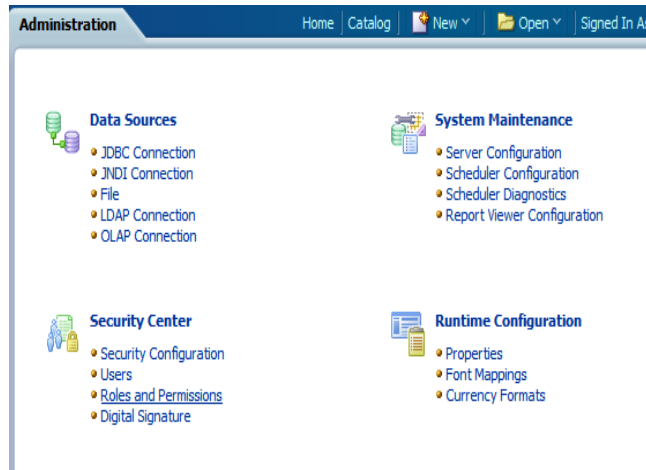 Administration
Home Catalog New Open Signed In As
Data Sources
JDBC Connection
JNDI Connection
File
LDAP Connection
OLAP Connection
System Maintenance
Server Configuration
Scheduler Configuration
Scheduler Diagnostics
Report Viewer Configuration
Security Center
Security Configuration
Users
Roles and Permissions
Digital Signature
Runtime Configuration
Properties
Font Mappings
Currency Formats